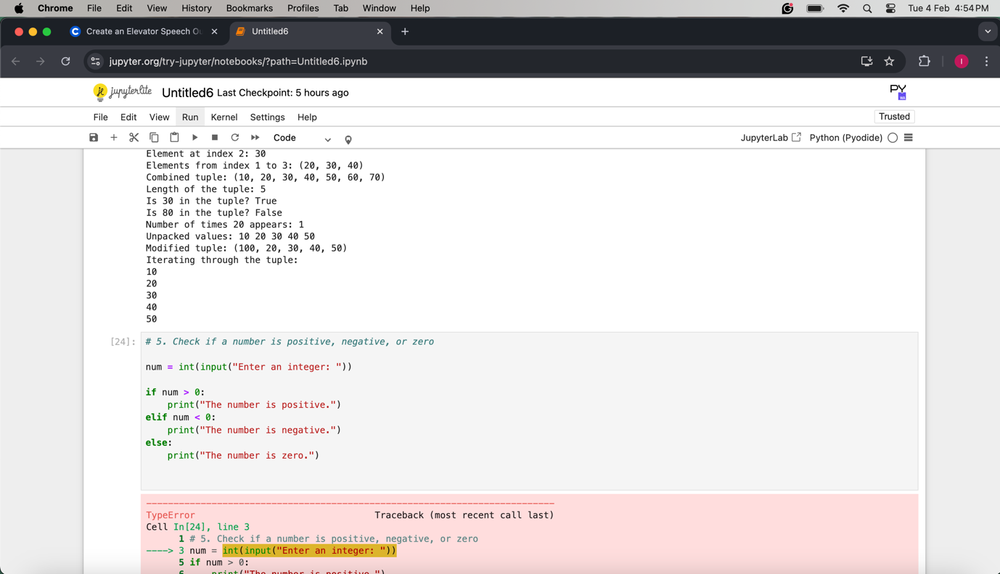 Chrome File Edit View History Bookmarks Profiles Tab Window Help Tue 4 Feb 4:54 PM
Create an Elevator Speech Ou Untitled6
jupyter.org/try-jupyter/notebooks/?path=Untitled6.ipynb I
jupyterlite Untitled6 Last Checkpoint: 5 hours ago PY WA
File Edit View Run Kernel Settings Help Trusted
Code JupyterLab Python (Pyodide)
Element at index 2: 30
Elements from index 1 to 3: (20, 30, 40)
Combined tuple: (10, 20, 30, 40, 50, 60, 70)
Length of the tuple: 5
Is 30 in the tuple? True
Is 80 in the tuple? False
Number of times 20 appears: 1
Unpacked values: 10 20 30 40 50
Modified tuple: (100, 20, 30, 40, 50)
Iterating through the tuple:
10
20
30
40
50
[24]: # 5. Check if a number is positive, negative, or zero
num = int(input("Enter an integer: "))
if num > 0:
    print("The number is positive.")
elif num < 0:
    print("The number is negative.")
else:
    print("The number is zero.")
---------------------------------------------------------------------------
TypeError                                 Traceback (most recent call last)
Cell In[24], line 3
      1 # 5. Check if a number is positive, negative, or zero
----> 3 num = int(input("Enter an integer: "))
      5 if num > 0:
      6     print("The number is positive.")